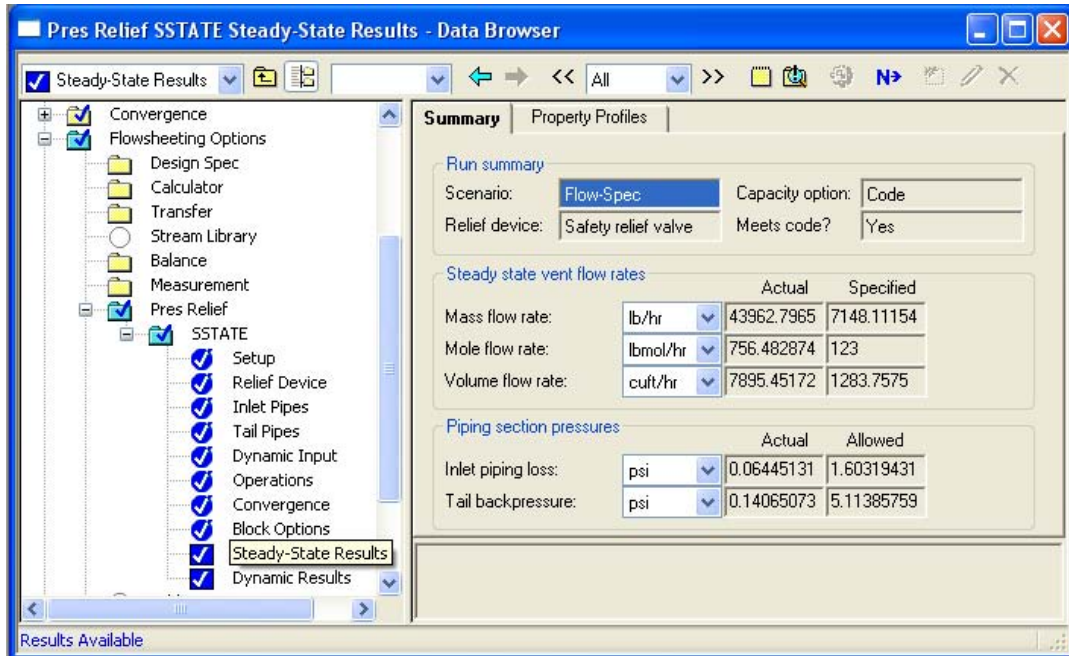 Pres Relief SSTATE Steady-State Results - Data Browser
Steady-State Results
<< All >>
N
Convergence
Flowsheeting Options
Design Spec
Calculator
Transfer
Stream Library
Balance
Measurement
Pres Relief
SSTATE
Setup
Relief Device
Inlet Pipes
Tail Pipes
Dynamic Input
Operations
Convergence
Block Options
Steady-State Results
Dynamic Results
Summary Property Profiles
Run summary
Scenario: Flow-Spec Capacity option: Code
Relief device: Safety relief valve Meets code? Yes
Steady state vent flow rates
Actual Specified
Mass flow rate: lb/hr 43962.7965 7148.11154
Mole flow rate: lbmol/hr 756.482874 123
Volume flow rate: cuft/hr 7895.45172 1283.7575
Piping section pressures
Actual Allowed
Inlet piping loss: psi 0.06445131 1.60319431
Tail backpressure: psi 0.14065073 5.11385759
Results Available